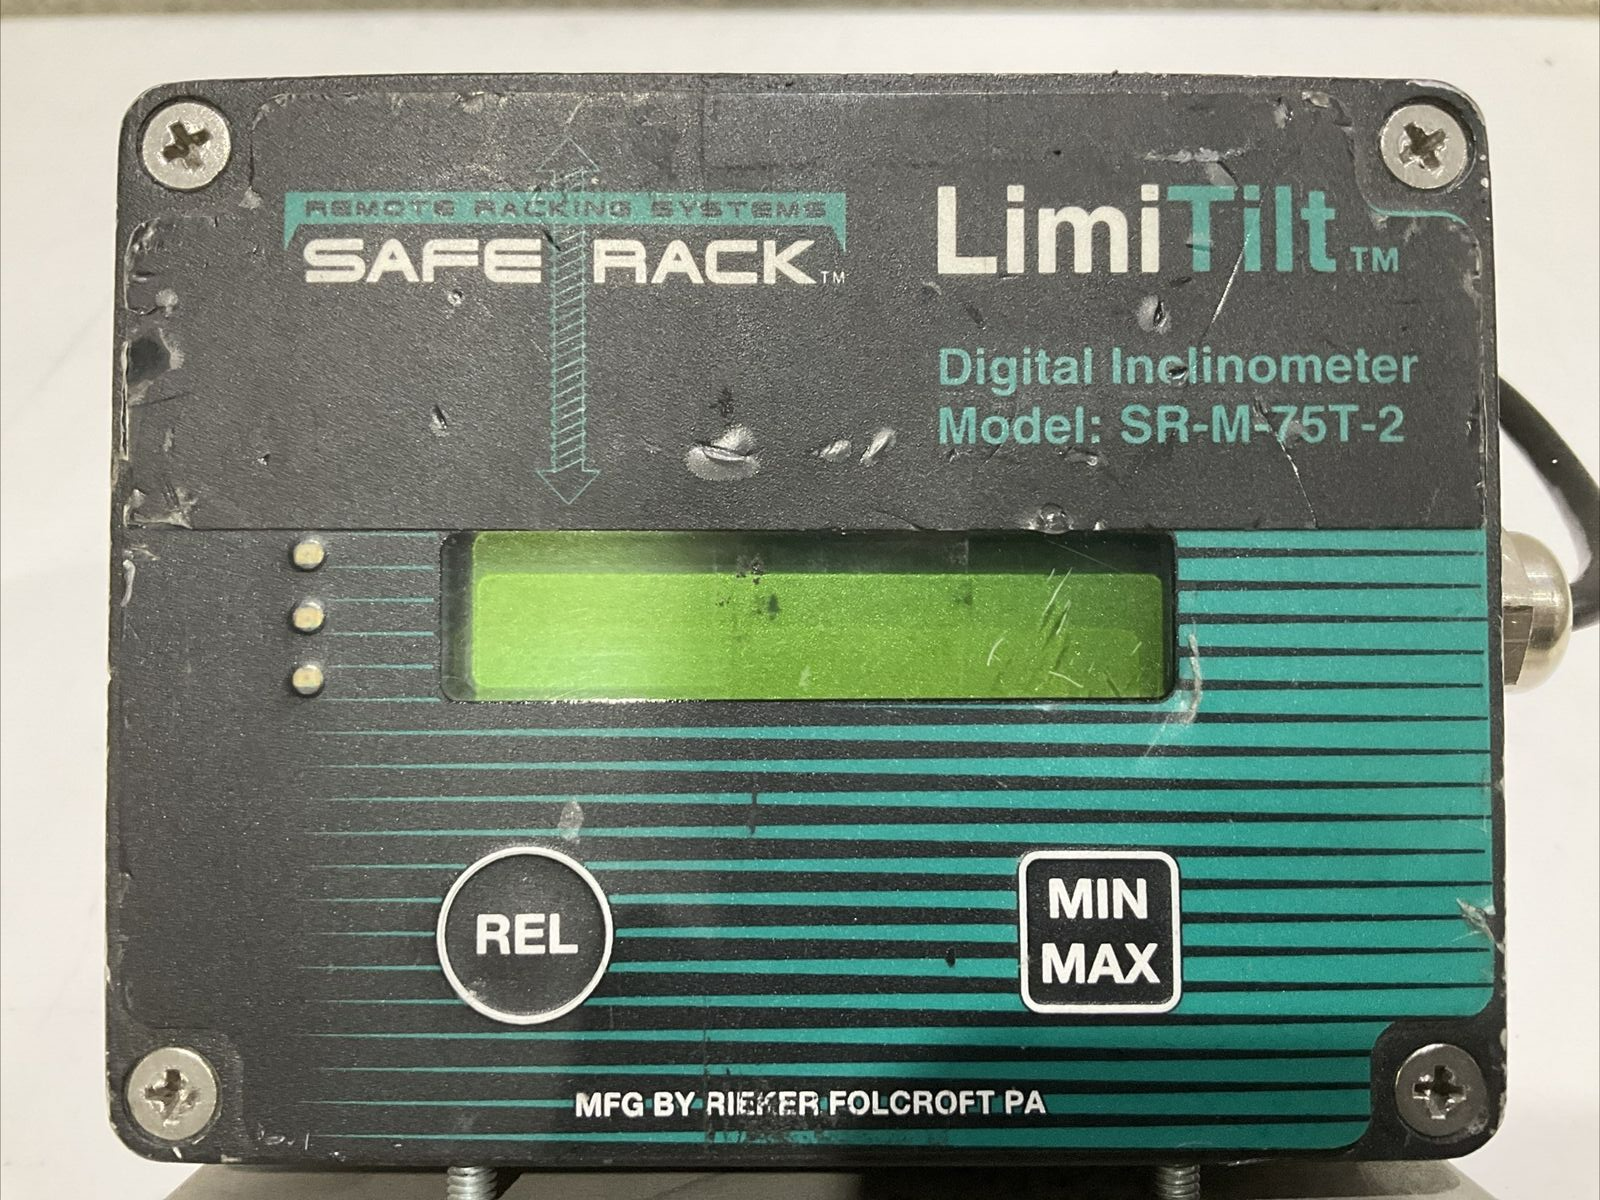 REMOTE RACKING SYSTEMS
SAFE RACK™
LimiTilt™
Digital Inclinometer
Model: SR-M-75T-2
REL
MIN
MAX
MFG BY RIEKER FOLCROFT PA